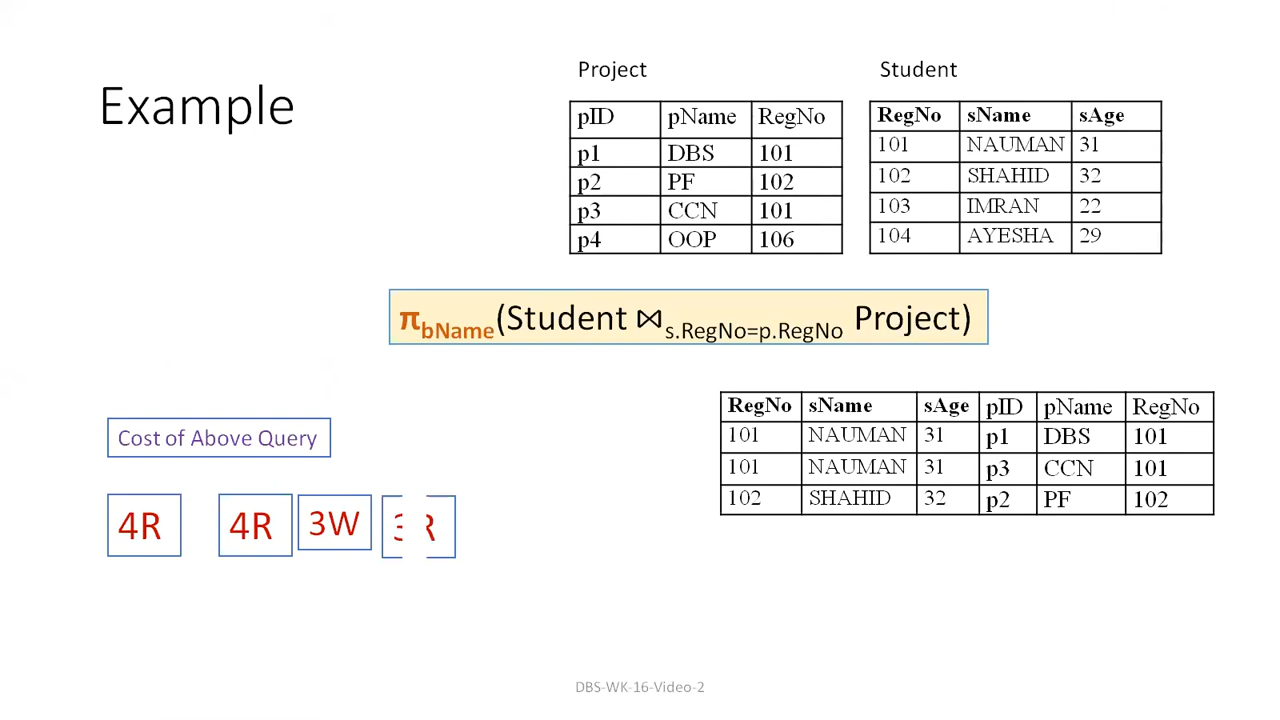 Example
Project
pID pName RegNo
p1 DBS 101
p2 PF 102
p3 CCN 101
p4 OOP 106
Student
RegNo sName sAge
101 NAUMAN 31
102 SHAHID 32
103 IMRAN 22
104 AYESHA 29
πbName(Student ⋈s.RegNo=p.RegNo Project)
Cost of Above Query
4R 4R 3W
RegNo sName sAge pID pName RegNo
101 NAUMAN 31 p1 DBS 101
101 NAUMAN 31 p3 CCN 101
102 SHAHID 32 p2 PF 102
DBS-WK-16-Video-2